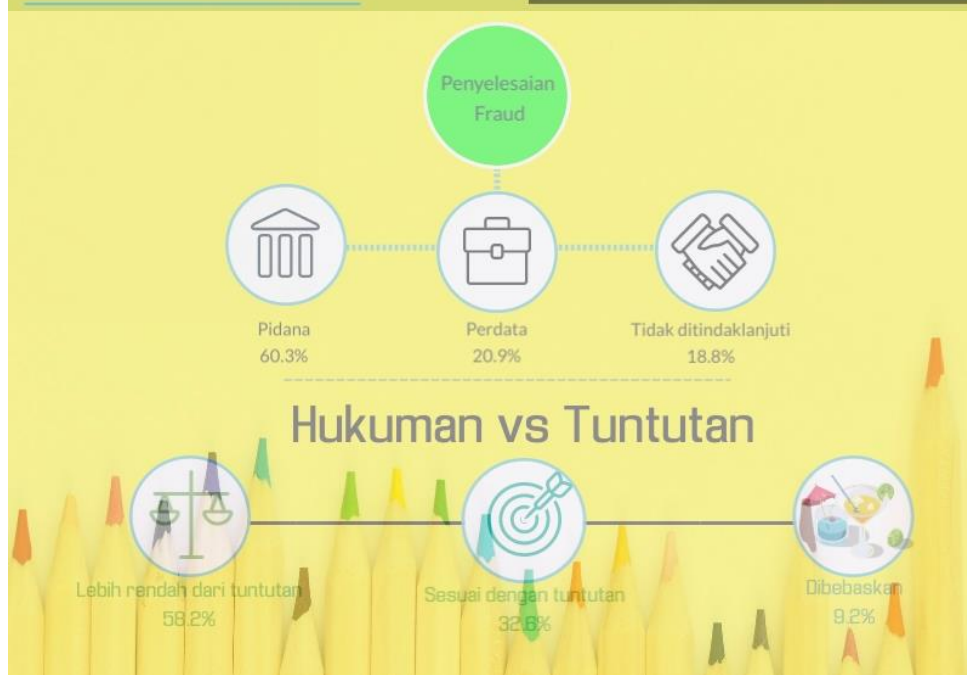 Penyelesaian
Fraud
Pidana
60.3%
Perdata
20.9%
Tidak ditindaklanjuti
18.8%
Hukuman vs Tuntutan
Lebih rendah dari tuntutan
58.2%
Sesuai dengan tuntutan
32.6%
Dibebaskan
9.2%